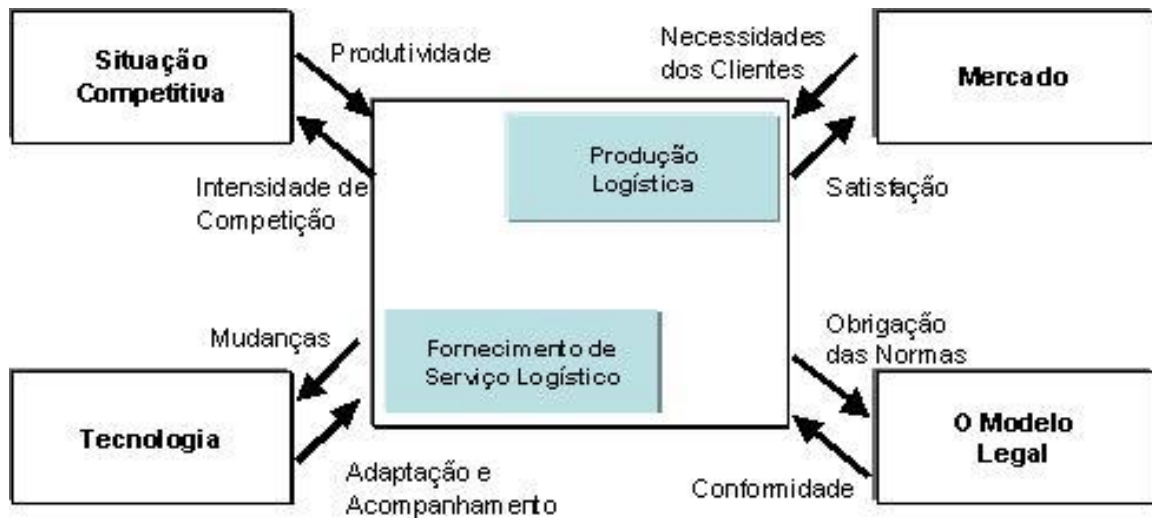 Situação
Competitiva
Produtividade
Necessidades
dos Clientes
Mercado
Produção
Logística
Intensidade de
Competição
Satisfação
Mudanças
Fornecimento de
Serviço Logístico
Obrigação
das Normas
Tecnologia
Adaptação e
Acompanhamento
Conformidade
O Modelo
Legal